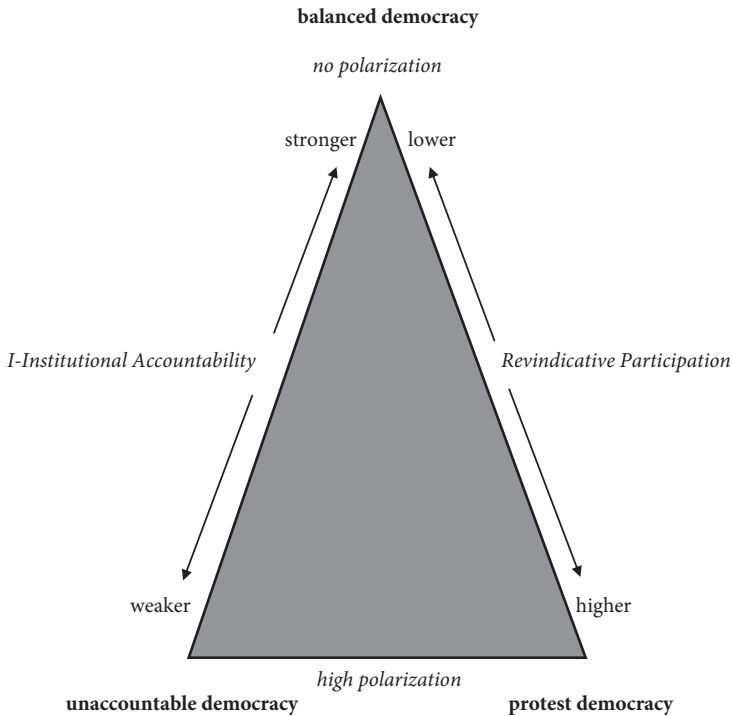 balanced democracy
no polarization
stronger lower
I-Institutional Accountability Revindicative Participation
weaker higher
high polarization
unaccountable democracy protest democracy